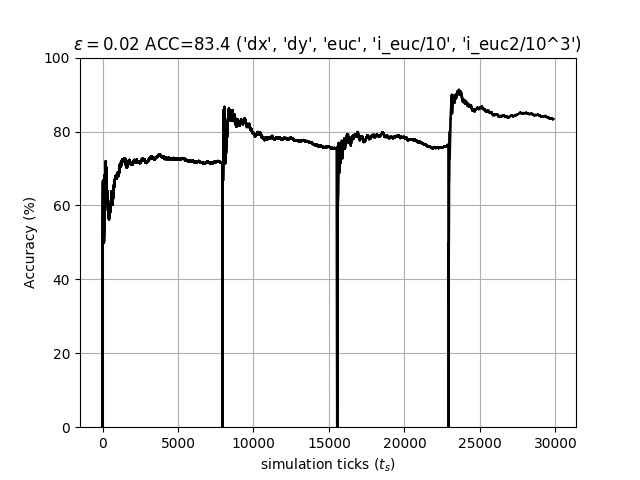 ε = 0.02 ACC=83.4 ('dx', 'dy', 'euc', 'i_euc/10', 'i_euc2/10^3')
100
80
60
40
20
0
Accuracy (%)
0 5000 10000 15000 20000 25000 30000
simulation ticks (tₛ)